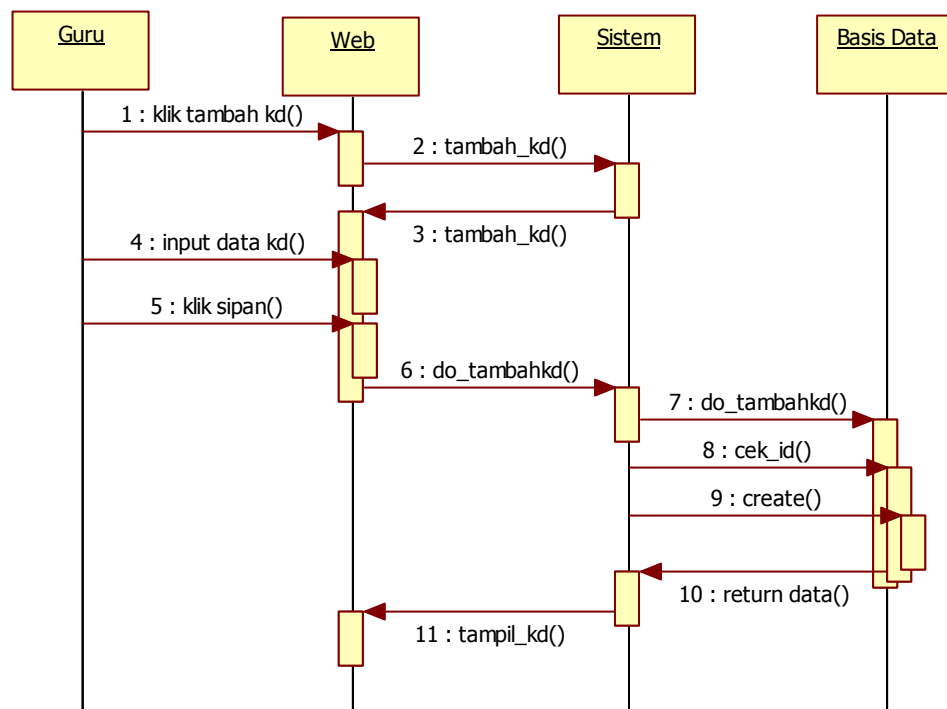 Guru
Web
Sistem
Basis Data
1 : klik tambah kd()
2 : tambah_kd()
3 : tambah_kd()
4 : input data kd()
5 : klik sipan()
6 : do_tambahkd()
7 : do_tambahkd()
8 : cek_id()
9 : create()
10 : return data()
11 : tampil_kd()